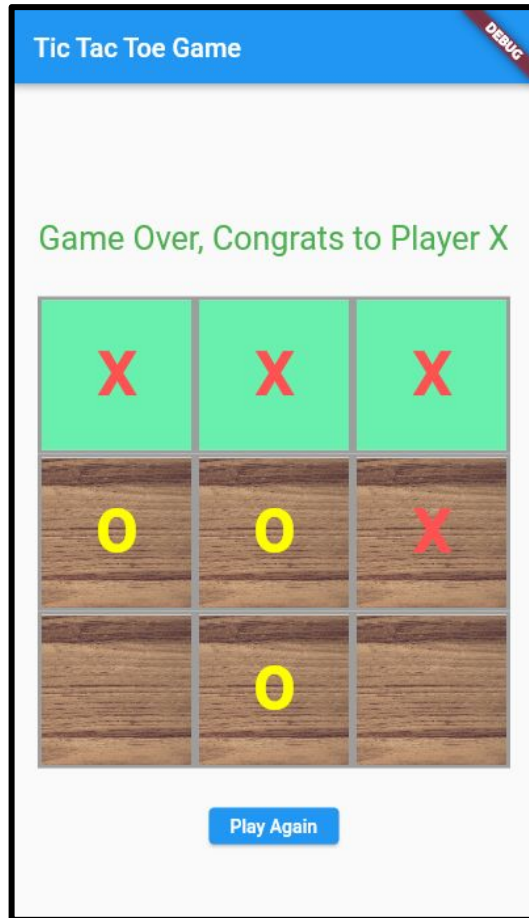 Tic Tac Toe Game
DEBUG
Game Over, Congrats to Player X
X X X
O O X
O
Play Again